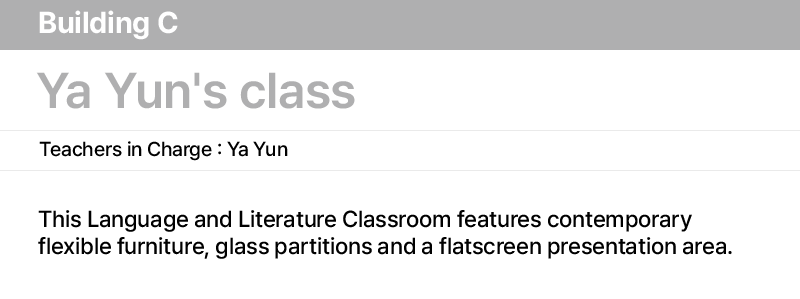 Building C
Ya Yun's class
Teachers in Charge : Ya Yun
This Language and Literature Classroom features contemporary
flexible furniture, glass partitions and a flatscreen presentation area.